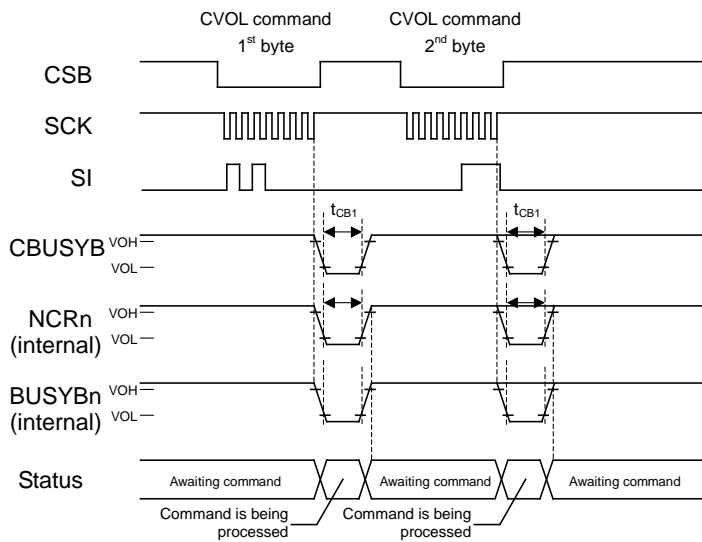 CVOL command
1st byte
CVOL command
2nd byte
CSB
SCK
SI
tCB1
tCB1
CBUSYB
VOH
VOL
NCRn
(internal)
VOH
VOL
BUSYBn
(internal)
VOH
VOL
Status
Awaiting command
Awaiting command
Awaiting command
Command is being
processed
Command is being
processed